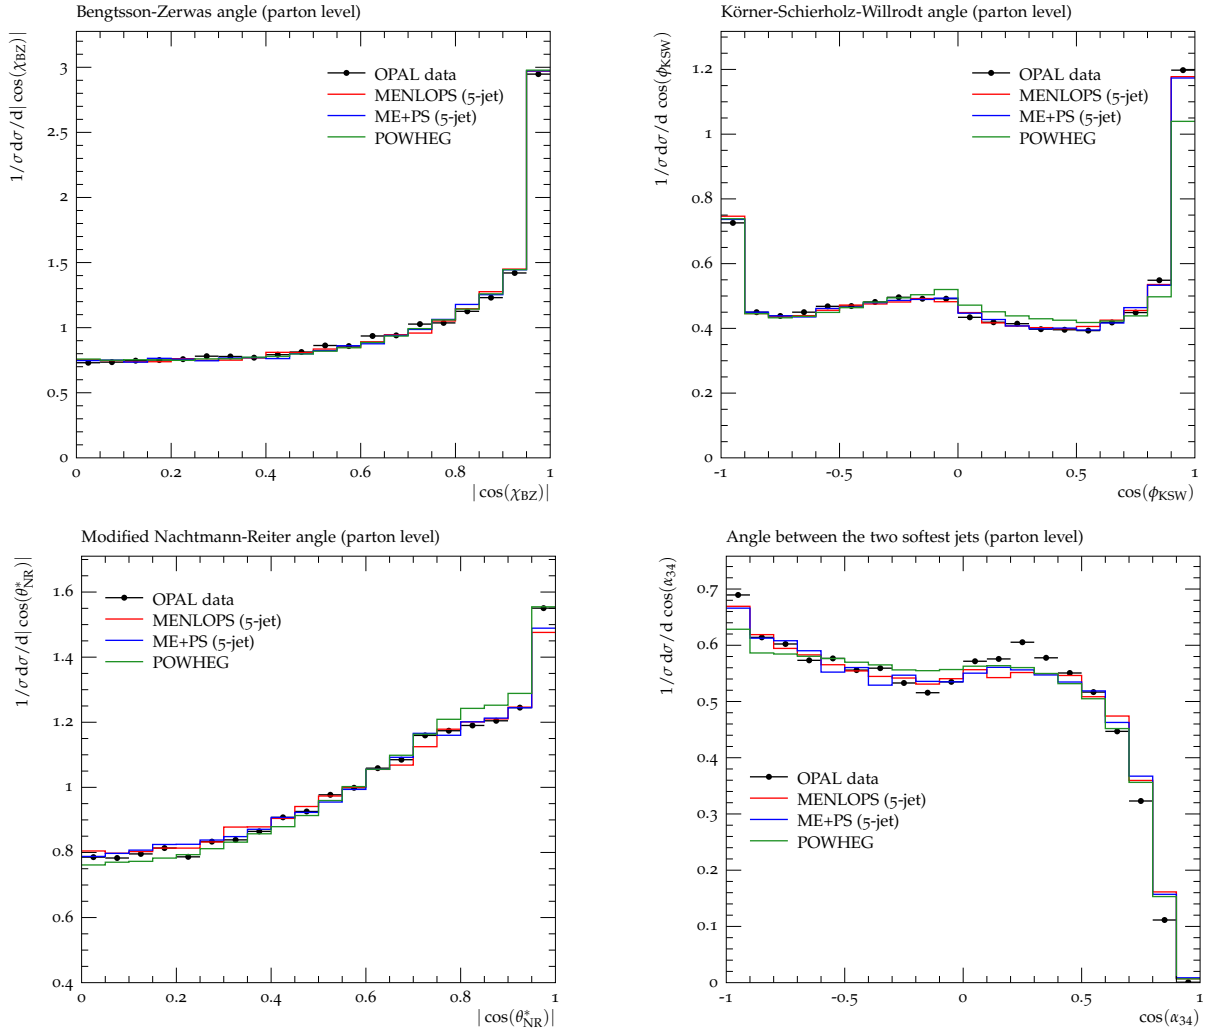 Bengtsson-Zerwas angle (parton level)
1/σ dσ/d| cos(χBZ)|
3
2
1.5
1
0.5
0
OPAL data
MENLOPS (5-jet)
ME+PS (5-jet)
POWHEG
0 0.2 0.4 0.6 0.8 1
| cos(χBZ)|
Körner-Schierholz-Willrodt angle (parton level)
1/σ dσ/d cos(ϕKSW)
1.2
1
0.8
0.6
0.4
0.2
0
OPAL data
MENLOPS (5-jet)
ME+PS (5-jet)
POWHEG
-1 -0.5 0 0.5 1
cos(ϕKSW)
Modified Nachtmann-Reiter angle (parton level)
1/σ dσ/d| cos(θ*NR)|
1.6
1.4
1.2
1
0.8
0.6
0.4
OPAL data
MENLOPS (5-jet)
ME+PS (5-jet)
POWHEG
0 0.2 0.4 0.6 0.8 1
| cos(θ*NR)|
Angle between the two softest jets (parton level)
1/σ dσ/d cos(α34)
0.7
0.6
0.5
0.4
0.3
0.2
0.1
0
OPAL data
MENLOPS (5-jet)
ME+PS (5-jet)
POWHEG
-1 -0.5 0 0.5 1
cos(α34)